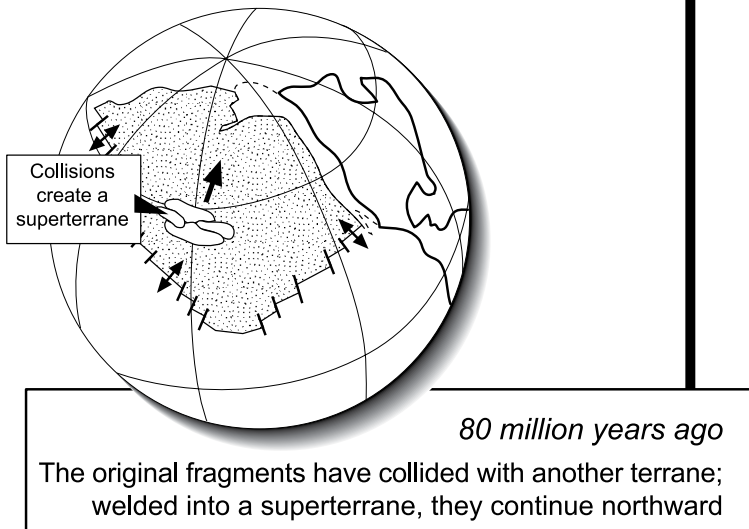 Collisions
create a
superterrane
80 million years ago
The original fragments have collided with another terrane;
welded into a superterrane, they continue northward